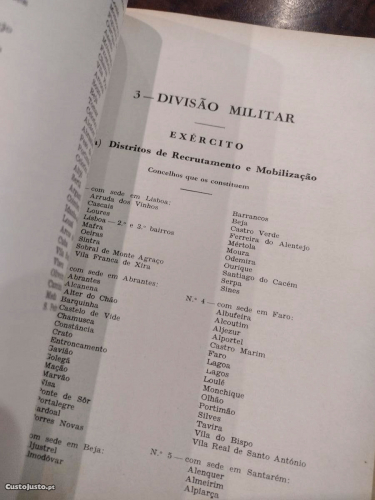 3 — DIVISÃO MILITAR
EXÉRCITO
a) Distritos de Recrutamento e Mobilização
Concelhos que os constituem
— com sede em Lisboa:
Arruda dos Vinhos
Cascais
Loures
Lisboa — 2.º e 3.º bairros
Mafra
Oeiras
Sintra
Sobral de Monte Agraço
Vila Franca de Xira
— com sede em Abrantes:
Abrantes
Alcanena
Alter do Chão
Barquinha
Castelo de Vide
Chamusca
Constância
Crato
Entroncamento
Gavião
Golegã
Mação
Marvão
Nisa
Ponte de Sôr
Portalegre
Sardoal
Torres Novas
— com sede em Beja:
Aljustrel
Almodóvar
Barrancos
Beja
Castro Verde
Ferreira do Alentejo
Mértola
Moura
Odemira
Ourique
Santiago do Cacém
Serpa
Sines
N.º 4 — com sede em Faro:
Albufeira
Alcoutim
Aljezur
Alportel
Castro Marim
Faro
Lagoa
Lagos
Loulé
Monchique
Olhão
Portimão
Silves
Tavira
Vila do Bispo
Vila Real de Santo António
N.º 5 — com sede em Santarém:
Alenquer
Almeirim
Alpiarça
CustoJusto.pt